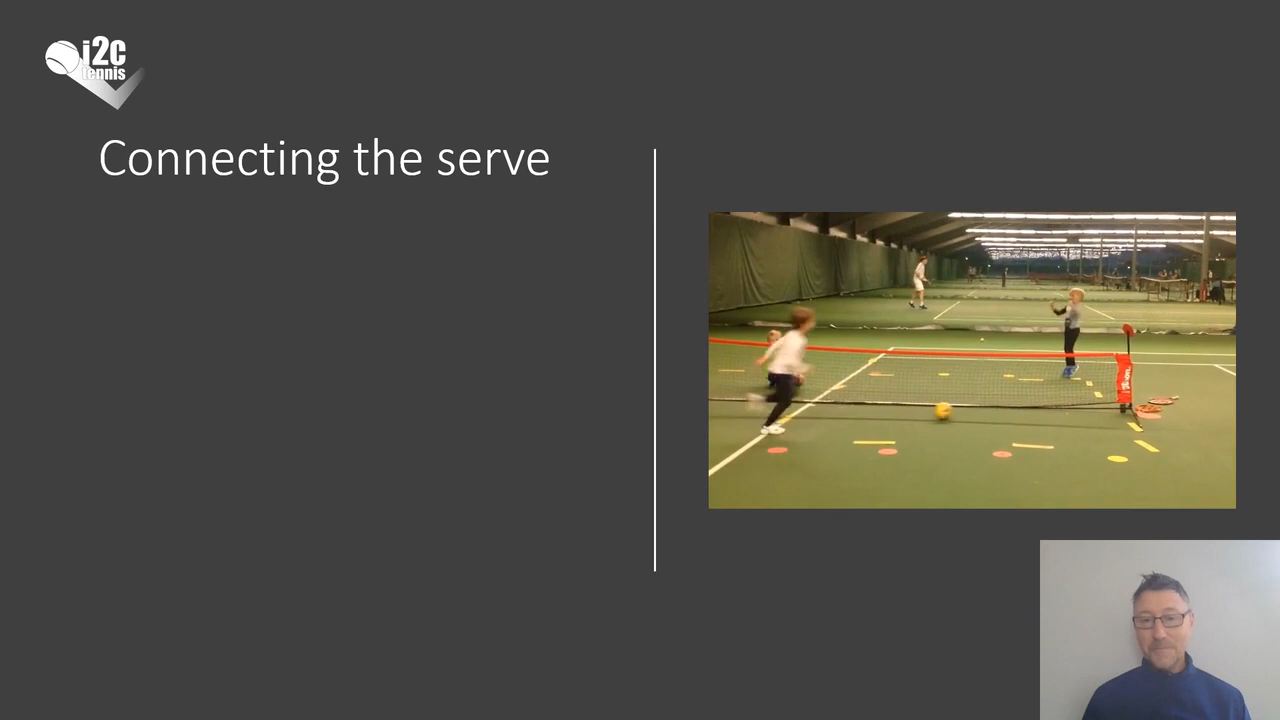 i2c
tennis
Connecting the serve